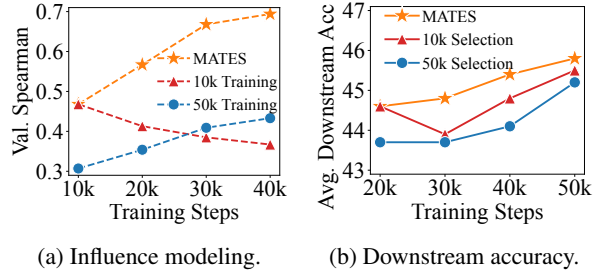 0.7
0.6
0.5
0.4
0.3
Val. Spearman
MATES
10k Training
50k Training
10k 20k 30k 40k
Training Steps
(a) Influence modeling.
47
46
45
44
43
Avg. Downstream Acc
MATES
10k Selection
50k Selection
20k 30k 40k 50k
Training Steps
(b) Downstream accuracy.